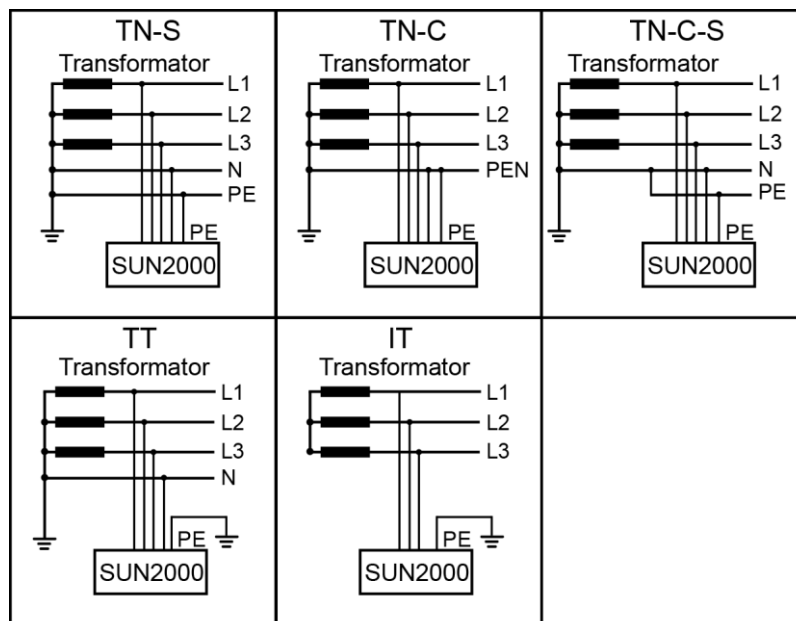 TN-S
Transformator
L1
L2
L3
N
PE
PE
SUN2000
TN-C
Transformator
L1
L2
L3
PEN
PE
SUN2000
TN-C-S
Transformator
L1
L2
L3
N
PE
PE
SUN2000
TT
Transformator
L1
L2
L3
N
PE
SUN2000
IT
Transformator
L1
L2
L3
PE
SUN2000